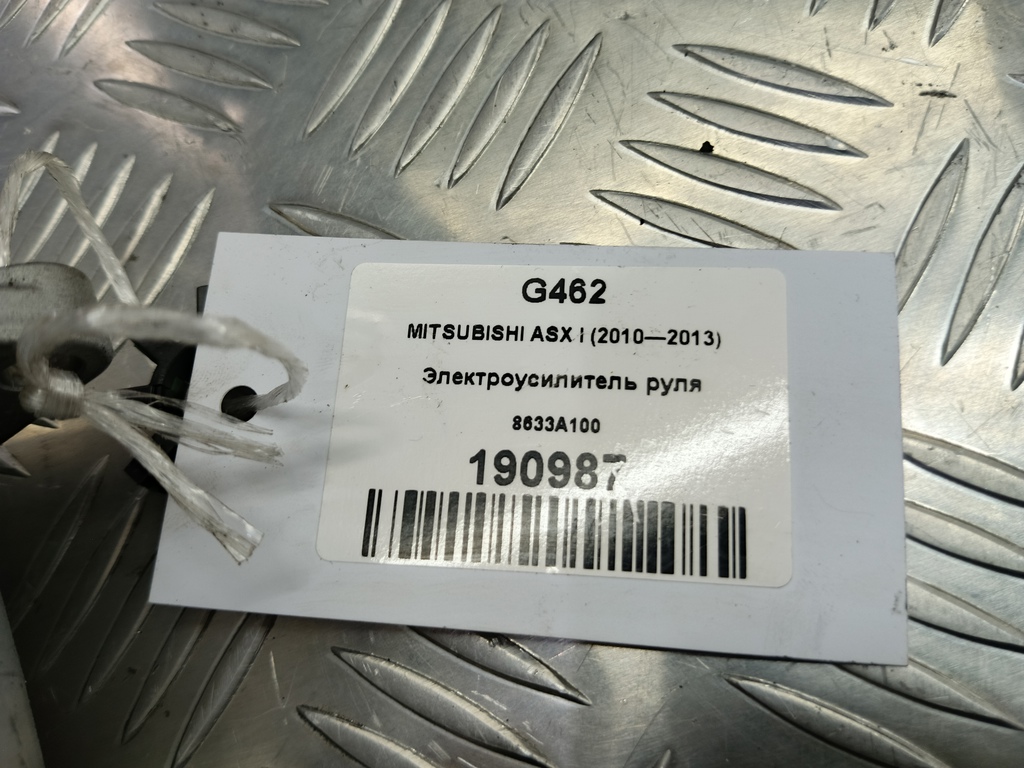 G462
MITSUBISHI ASX I (2010—2013)
Электроусилитель руля
8633A100
190987